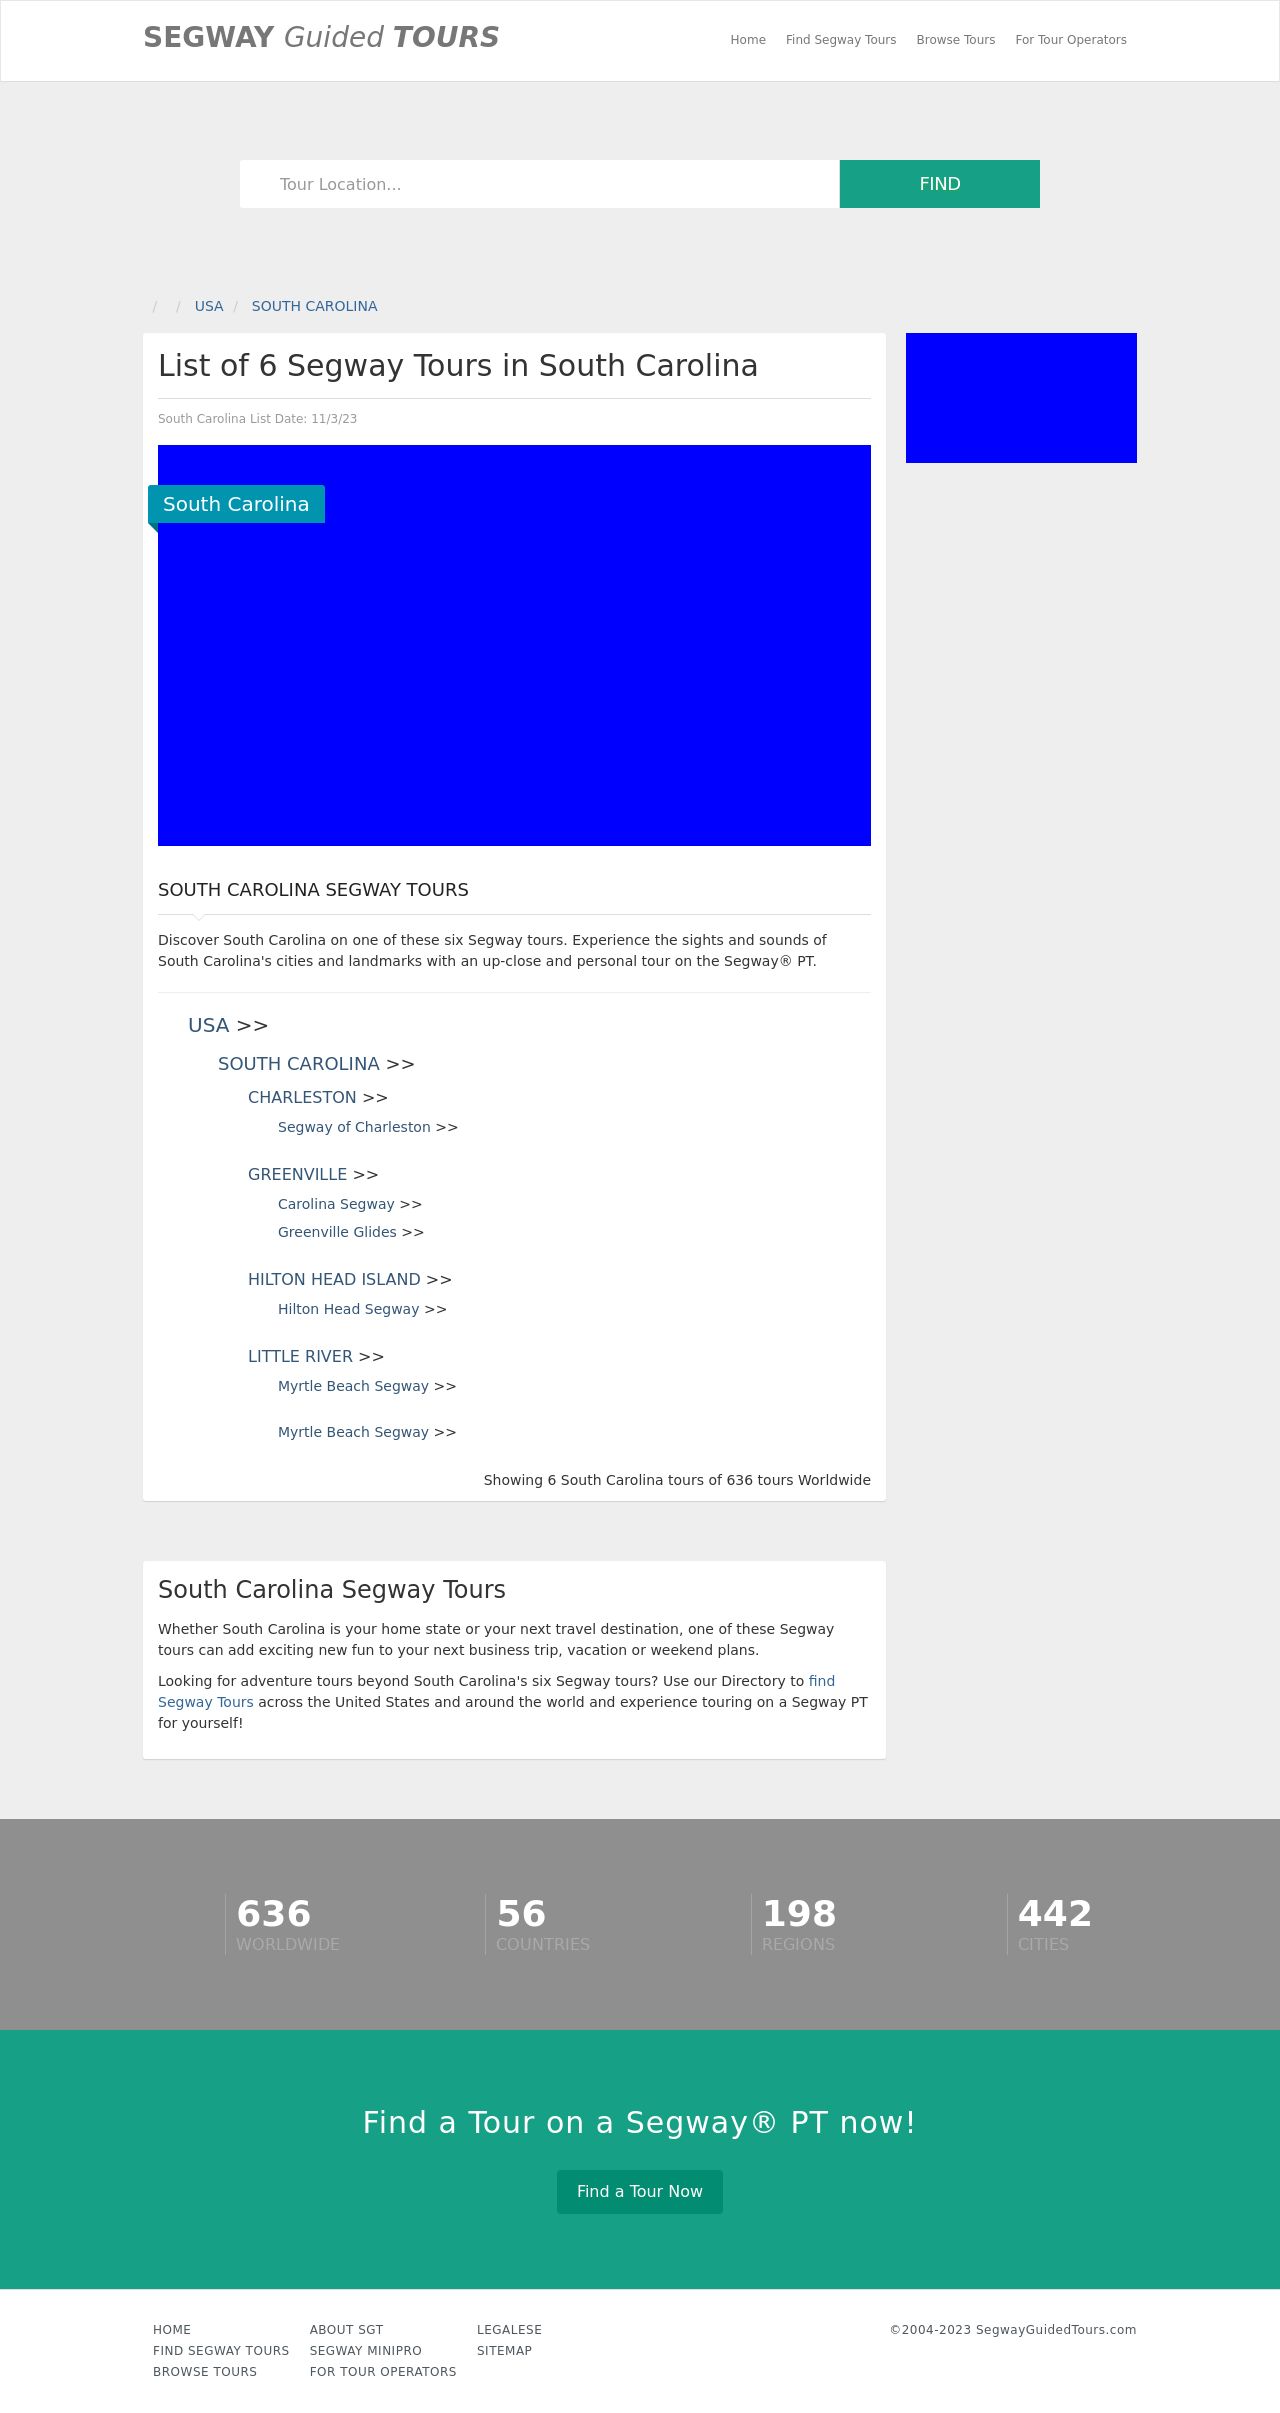 SEGWAY Guided TOURS
Home
Find Segway Tours
Browse Tours
For Tour Operators
Tour Location...
FIND
/ / USA / SOUTH CAROLINA
List of 6 Segway Tours in South Carolina
South Carolina List Date: 11/3/23
South Carolina
SOUTH CAROLINA SEGWAY TOURS
Discover South Carolina on one of these six Segway tours. Experience the sights and sounds of
South Carolina's cities and landmarks with an up-close and personal tour on the Segway® PT.
USA >>
SOUTH CAROLINA >>
CHARLESTON >>
Segway of Charleston >>
GREENVILLE >>
Carolina Segway >>
Greenville Glides >>
HILTON HEAD ISLAND >>
Hilton Head Segway >>
LITTLE RIVER >>
Myrtle Beach Segway >>
Myrtle Beach Segway >>
Showing 6 South Carolina tours of 636 tours Worldwide
South Carolina Segway Tours
Whether South Carolina is your home state or your next travel destination, one of these Segway
tours can add exciting new fun to your next business trip, vacation or weekend plans.
Looking for adventure tours beyond South Carolina's six Segway tours? Use our Directory to find
Segway Tours across the United States and around the world and experience touring on a Segway PT
for yourself!
636
WORLDWIDE
56
COUNTRIES
198
REGIONS
442
CITIES
Find a Tour on a Segway® PT now!
Find a Tour Now
HOME
FIND SEGWAY TOURS
BROWSE TOURS
ABOUT SGT
SEGWAY MINIPRO
FOR TOUR OPERATORS
LEGALESE
SITEMAP
©2004-2023 SegwayGuidedTours.com